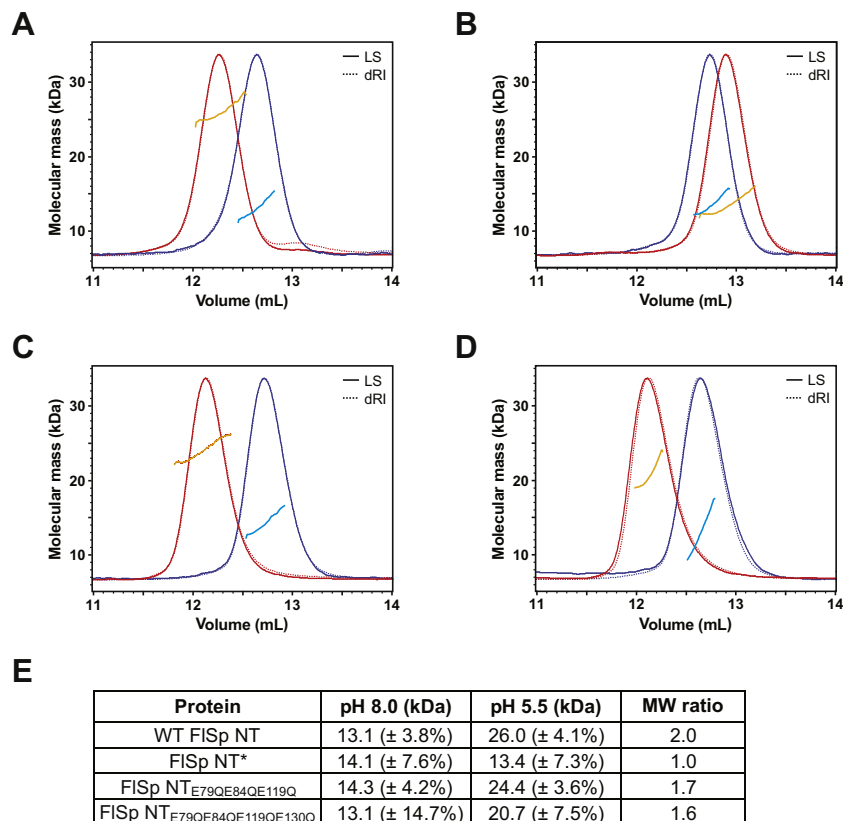 A
B
Molecular mass (kDa)
30
20
10
11
12
13
14
Volume (mL)
LS
dRI
Molecular mass (kDa)
30
20
10
11
12
13
14
Volume (mL)
LS
dRI
C
D
Molecular mass (kDa)
30
20
10
11
12
13
14
Volume (mL)
LS
dRI
Molecular mass (kDa)
30
20
10
11
12
13
14
Volume (mL)
LS
dRI
E
Protein pH 8.0 (kDa) pH 5.5 (kDa) MW ratio
WT FlSp NT 13.1 (± 3.8%) 26.0 (± 4.1%) 2.0
FlSp NT* 14.1 (± 7.6%) 13.4 (± 7.3%) 1.0
FlSp NTE79QE84QE119Q 14.3 (± 4.2%) 24.4 (± 3.6%) 1.7
FlSp NTE79QE84QE119QE130Q 13.1 (± 14.7%) 20.7 (± 7.5%) 1.6